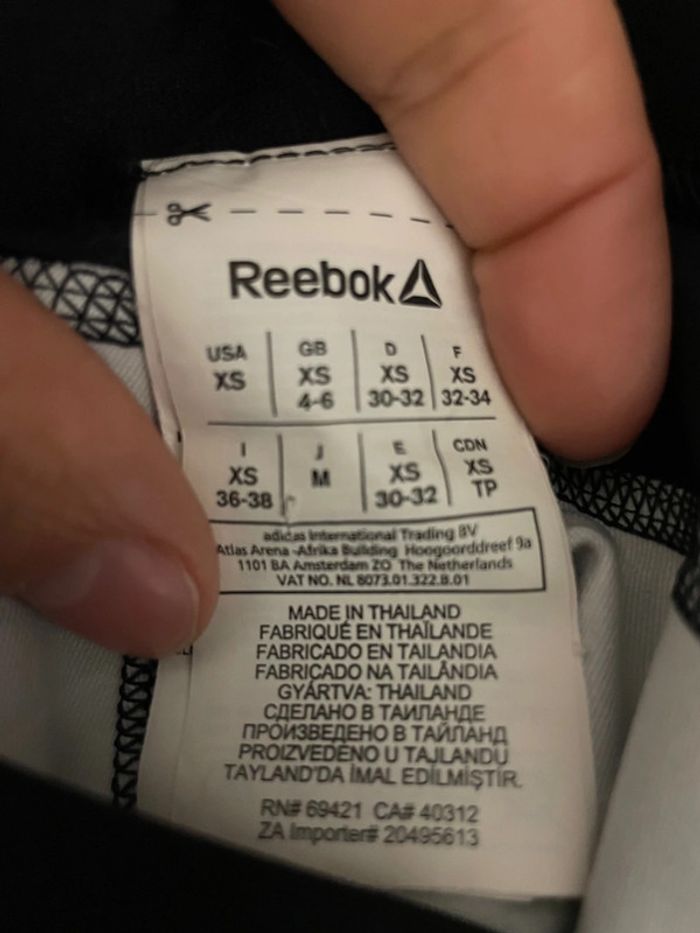 Reebok
USA GB D F
XS XS XS XS
4-6 30-32 32-34
I J E CDN
XS M XS XS
36-38 30-32 TP
adidas International Trading BV
Atlas Arena -Afrika Building Hoogoorddreef 9a
1101 BA Amsterdam ZO The Netherlands
VAT NO. NL 8073.01.322.B.01
MADE IN THAILAND
FABRIQUÉ EN THAÏLANDE
FABRICADO EN TAILANDIA
FABRICADO NA TAILÂNDIA
GYÁRTVA: THAILAND
СДЕЛАНО В ТАИЛАНДЕ
ПРОИЗВЕДЕНО В ТАЙЛАНД
PROIZVEDENO U TAJLANDU
TAYLAND'DA İMAL EDİLMİŞTİR.
RN# 69421 CA# 40312
ZA Importer# 20495613